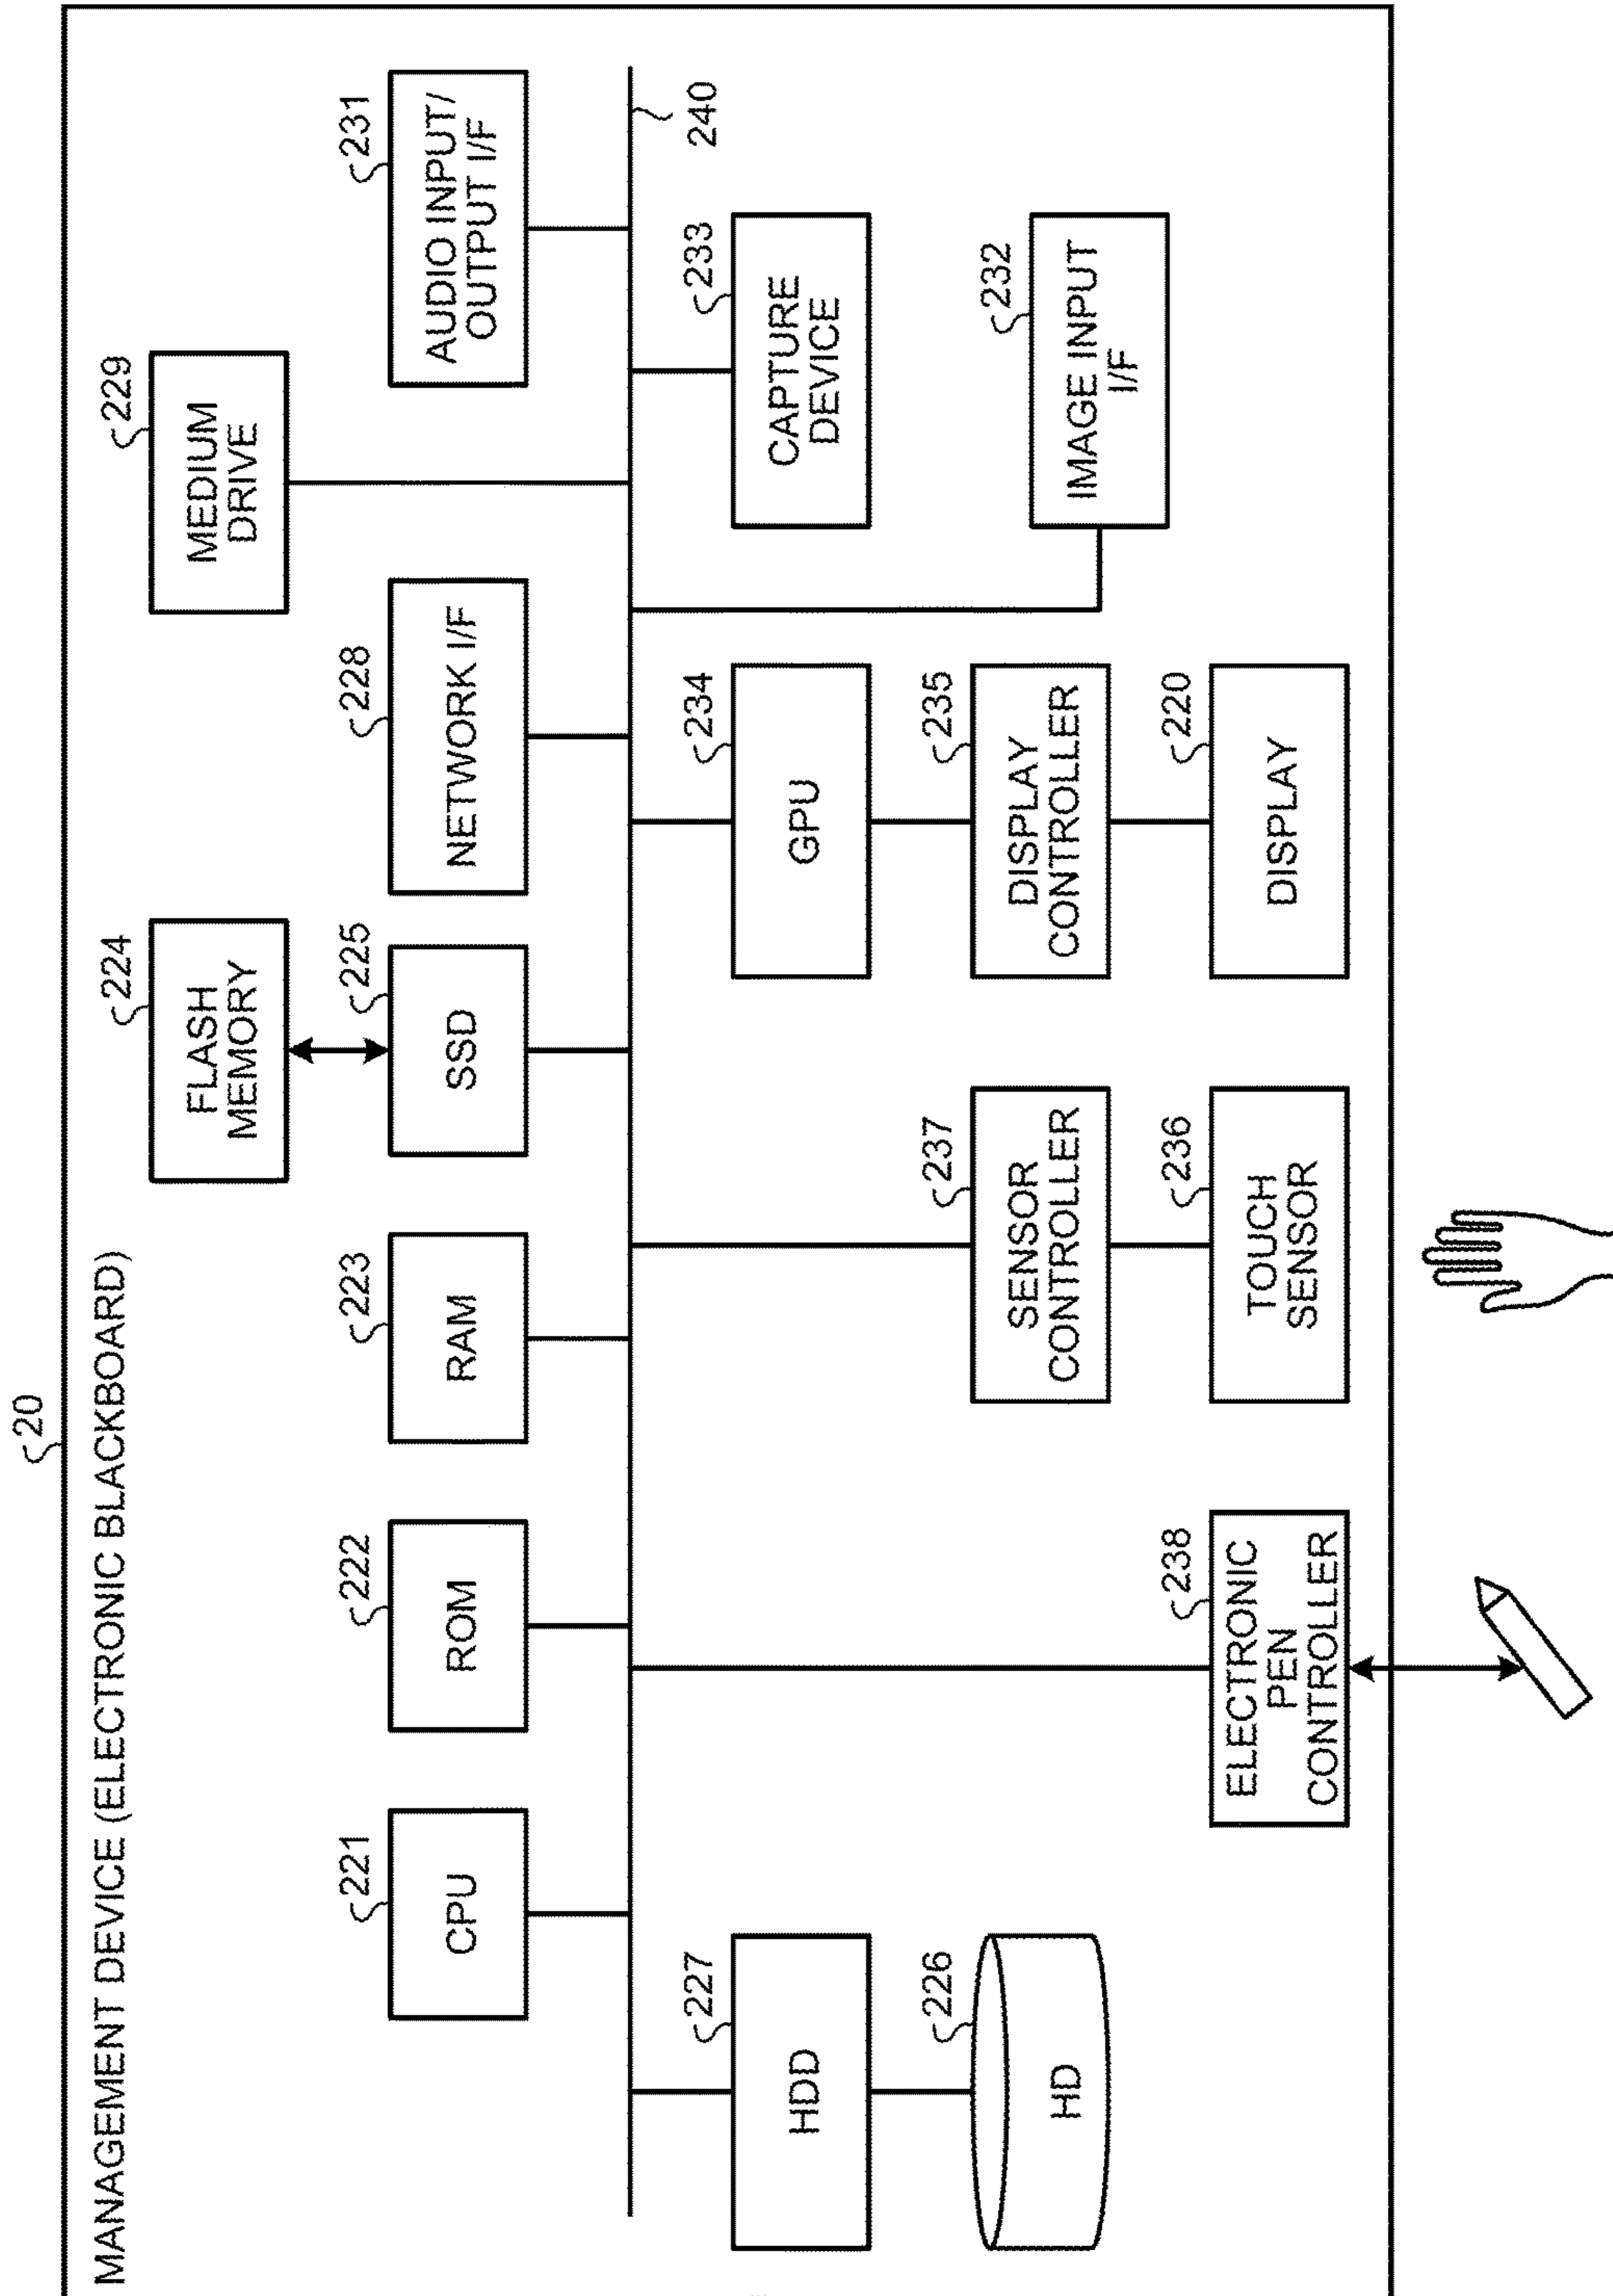 20
MANAGEMENT DEVICE (ELECTRONIC BLACKBOARD)
224
229
FLASH
MEMORY
MEDIUM
DRIVE
221
222
223
225
228
231
CPU
ROM
RAM
SSD
NETWORK I/F
AUDIO INPUT/
OUTPUT I/F
240
227
234
233
HDD
GPU
CAPTURE
DEVICE
226
237
235
232
HD
SENSOR
CONTROLLER
DISPLAY
CONTROLLER
IMAGE INPUT
I/F
238
236
220
ELECTRONIC
PEN
CONTROLLER
TOUCH
SENSOR
DISPLAY